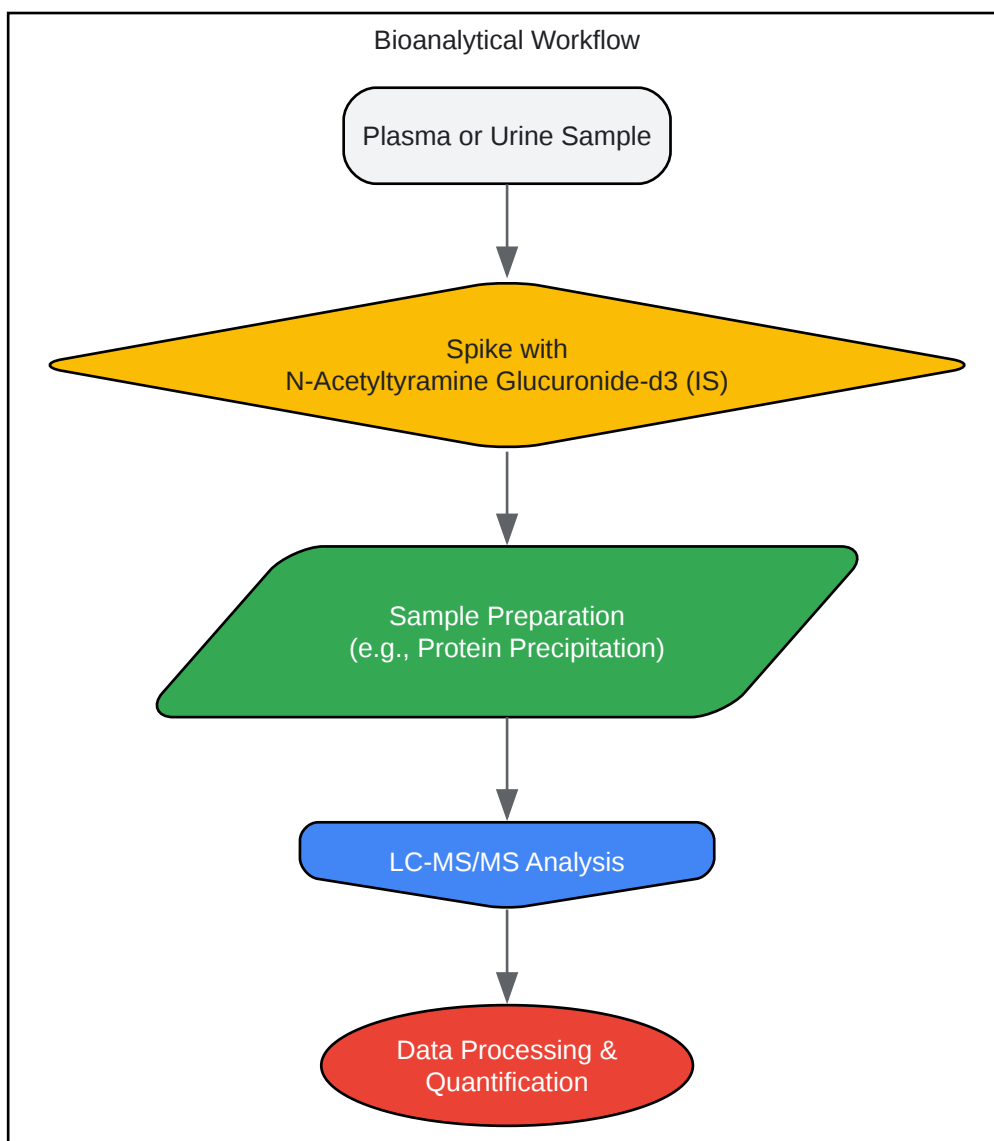 Bioanalytical Workflow
Plasma or Urine Sample
Spike with
N-Acetyltyramine Glucuronide-d3 (IS)
Sample Preparation
(e.g., Protein Precipitation)
LC-MS/MS Analysis
Data Processing &
Quantification